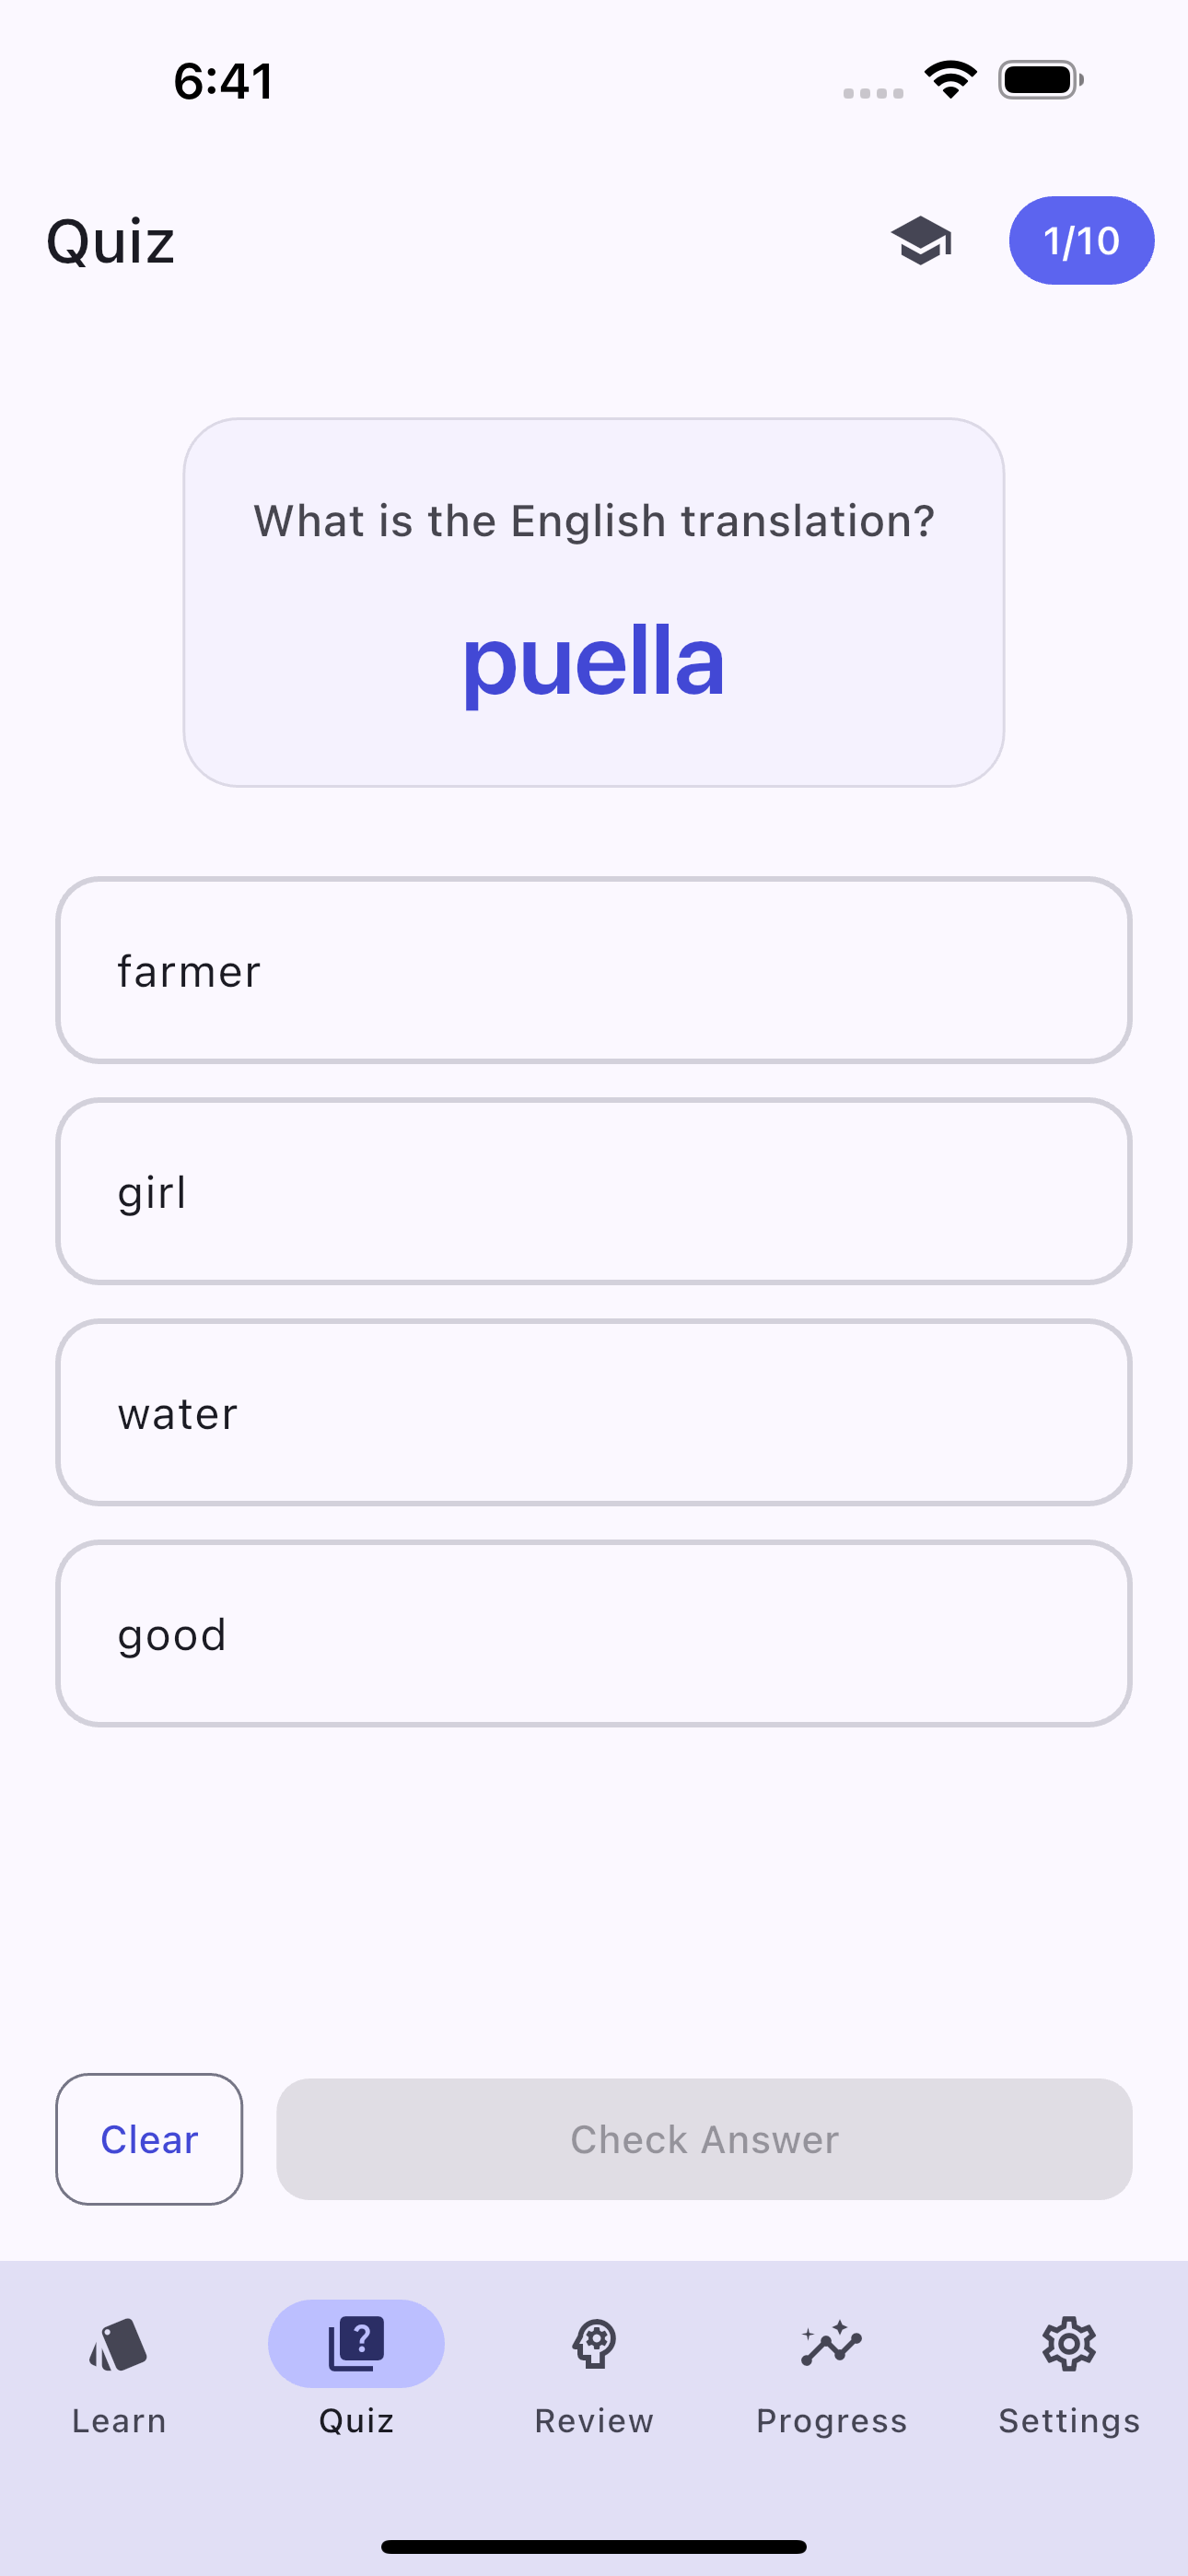 6:41
Quiz
1/10
What is the English translation?
puella
farmer
girl
water
good
Clear
Check Answer
Learn
Quiz
Review
Progress
Settings